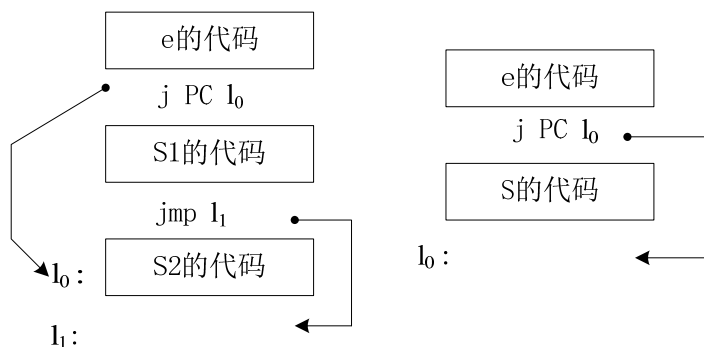 e的代码
j PC l₀
S1的代码
jmp l₁
S2的代码
l₀:
l₁:
e的代码
j PC l₀
S的代码
l₀: